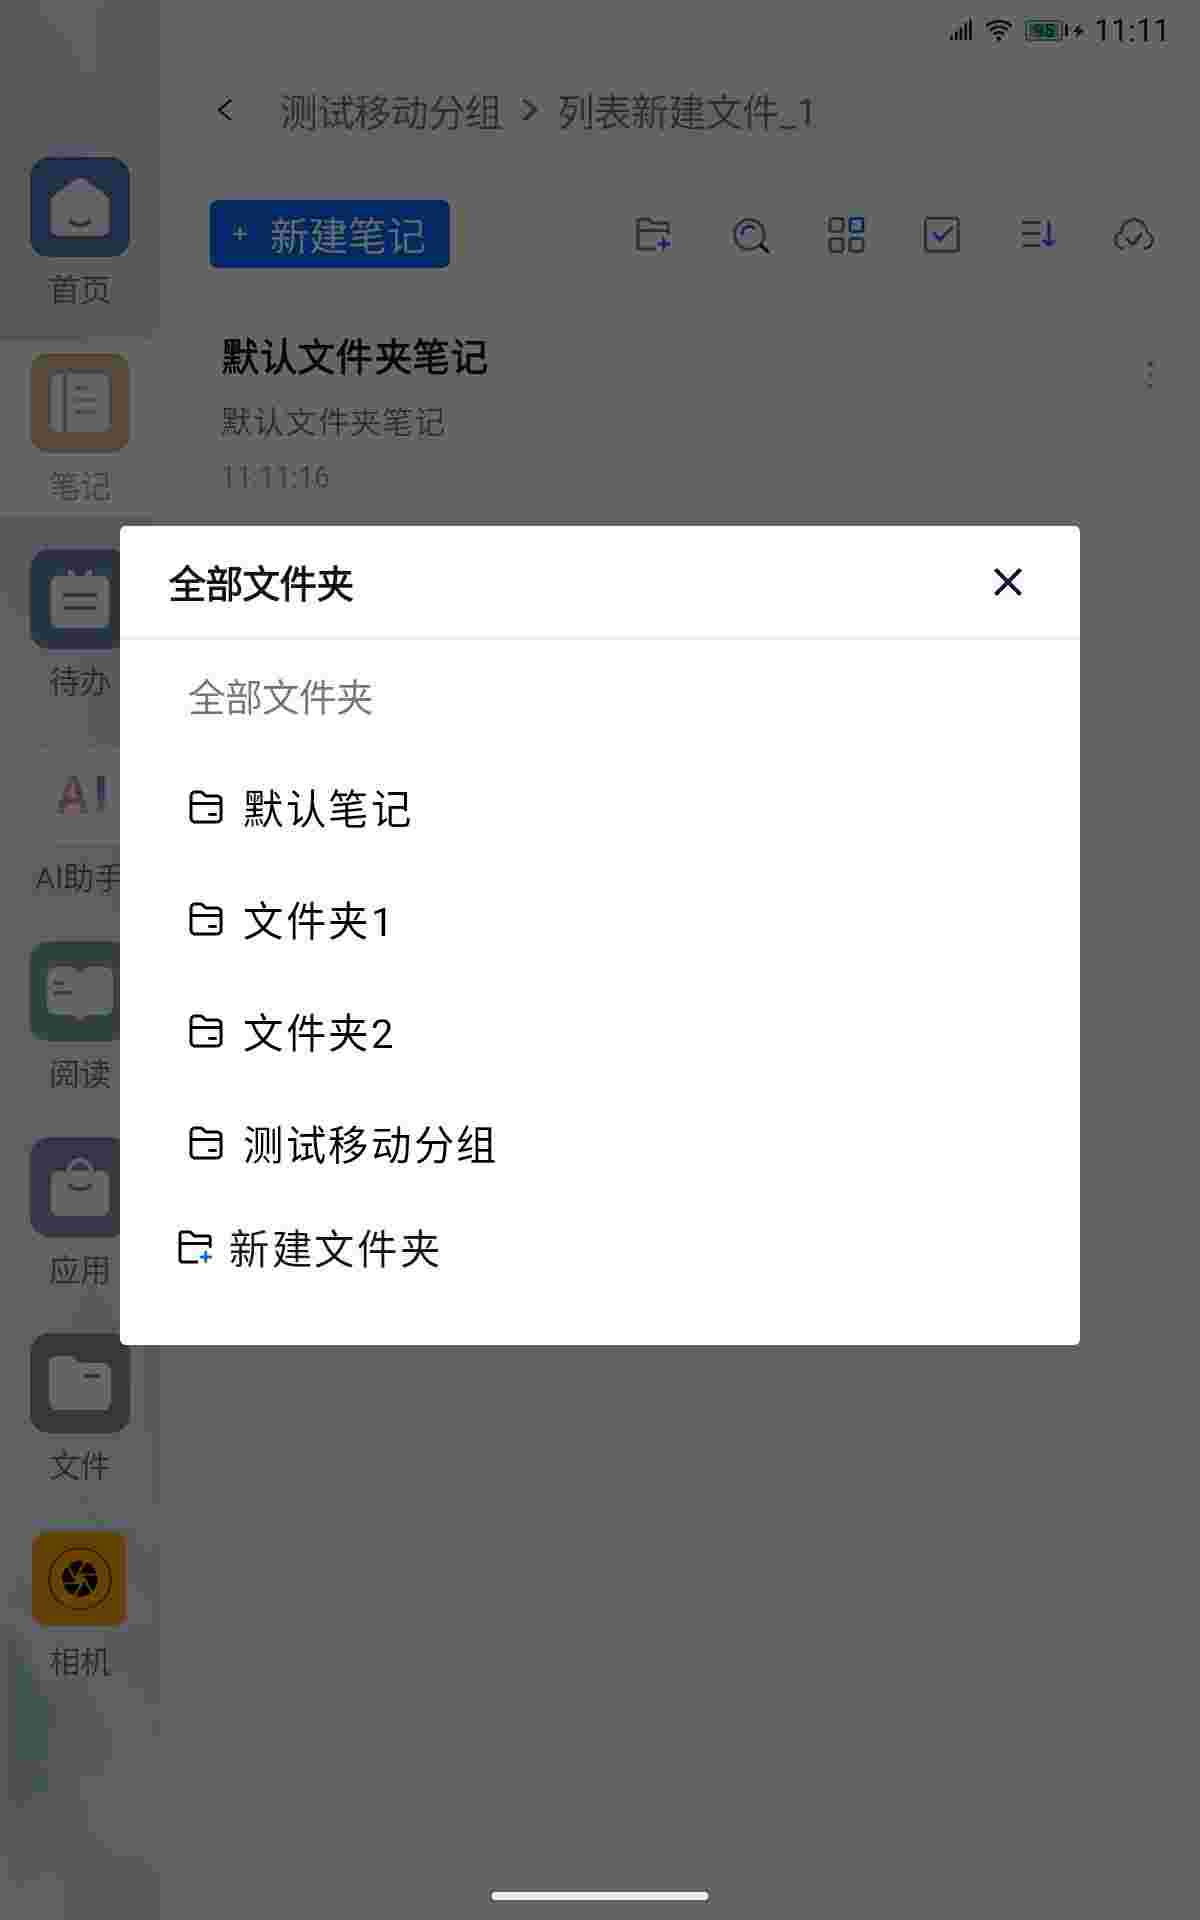 95 11:11
测试移动分组 > 列表新建文件_1
+ 新建笔记
首页
默认文件夹笔记
默认文件夹笔记
11:11:16
笔记
全部文件夹
待办
全部文件夹
AI
默认笔记
AI助手
文件夹1
文件夹2
阅读
测试移动分组
新建文件夹
应用
文件
相机